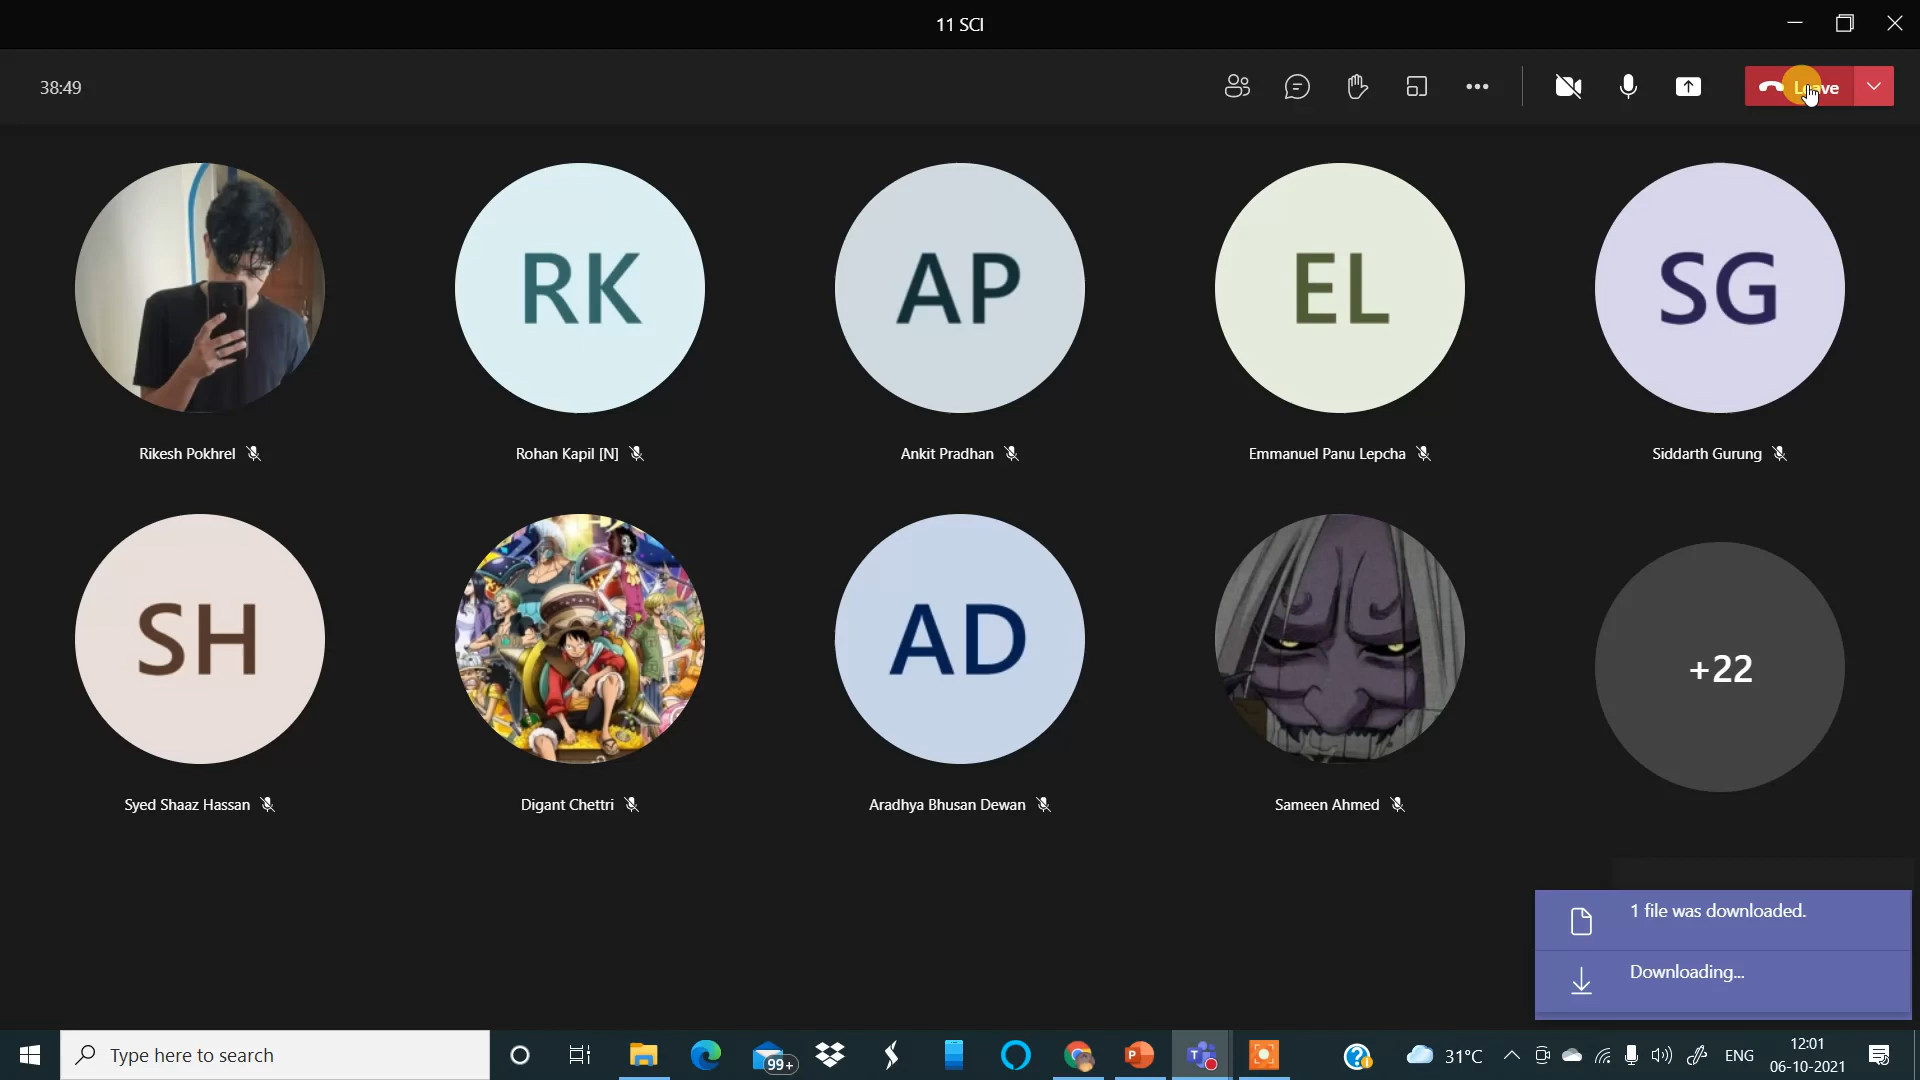 11 SCI
38:49
Leave
RK
AP
EL
SG
Rikesh Pokhrel
Rohan Kapil [N]
Ankit Pradhan
Emmanuel Panu Lepcha
Siddarth Gurung
SH
AD
+22
Syed Shaaz Hassan
Digant Chettri
Aradhya Bhusan Dewan
Sameen Ahmed
1 file was downloaded.
Downloading...
Type here to search
99+
31°C
ENG
12:01
06-10-2021